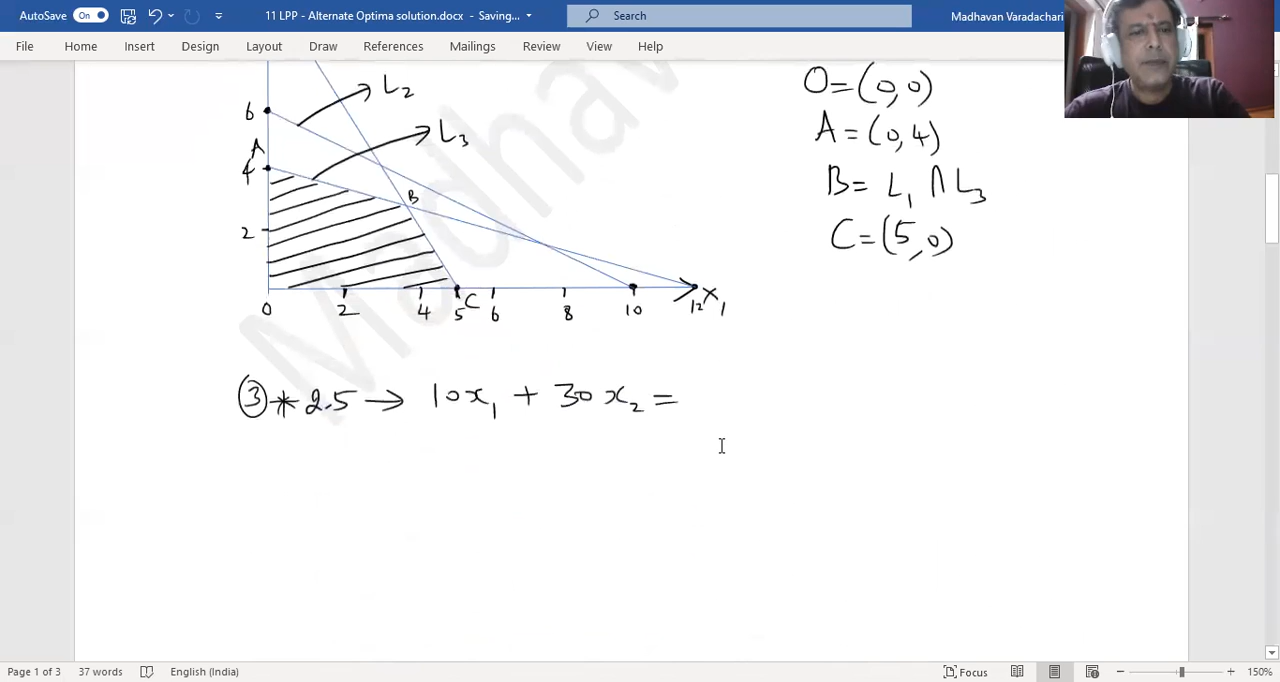 AutoSave On 11 LPP - Alternate Optima solution.docx - Saving... Search Madhavan Varadachari
File Home Insert Design Layout Draw References Mailings Review View Help
L2
O=(0,0)
6
L3
A=(0,4)
A
4
B
B= L1 ∩ L3
2
C=(5,0)
C
X1
0 2 4 5 6 8 10 12
③*2.5 → 10x1 + 30x2 =
Madhav
Page 1 of 3 37 words English (India) Focus 150%